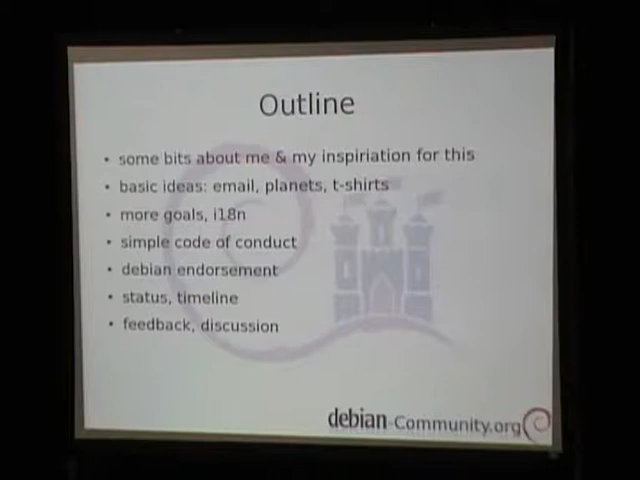 Outline
• some bits about me & my inspiriation for this
• basic ideas: email, planets, t-shirts
• more goals, i18n
• simple code of conduct
• debian endorsement
• status, timeline
• feedback, discussion
debian-Community.org